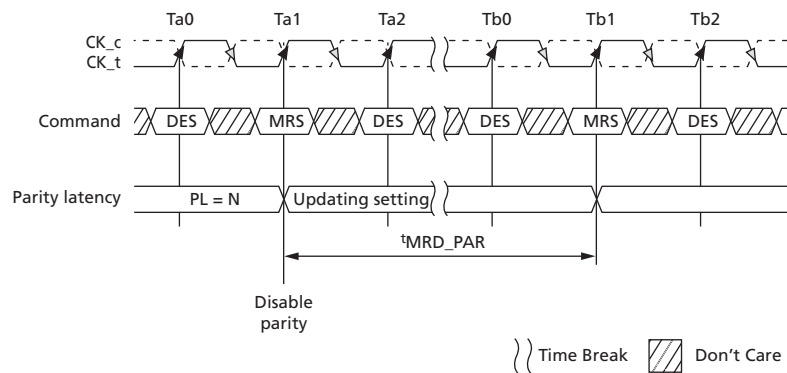 Ta0 Ta1 Ta2 Tb0 Tb1 Tb2
CK_c
CK_t
Command DES MRS DES DES MRS DES
Parity latency PL = N Updating setting
tMRD_PAR
Disable
parity
Time Break Don't Care